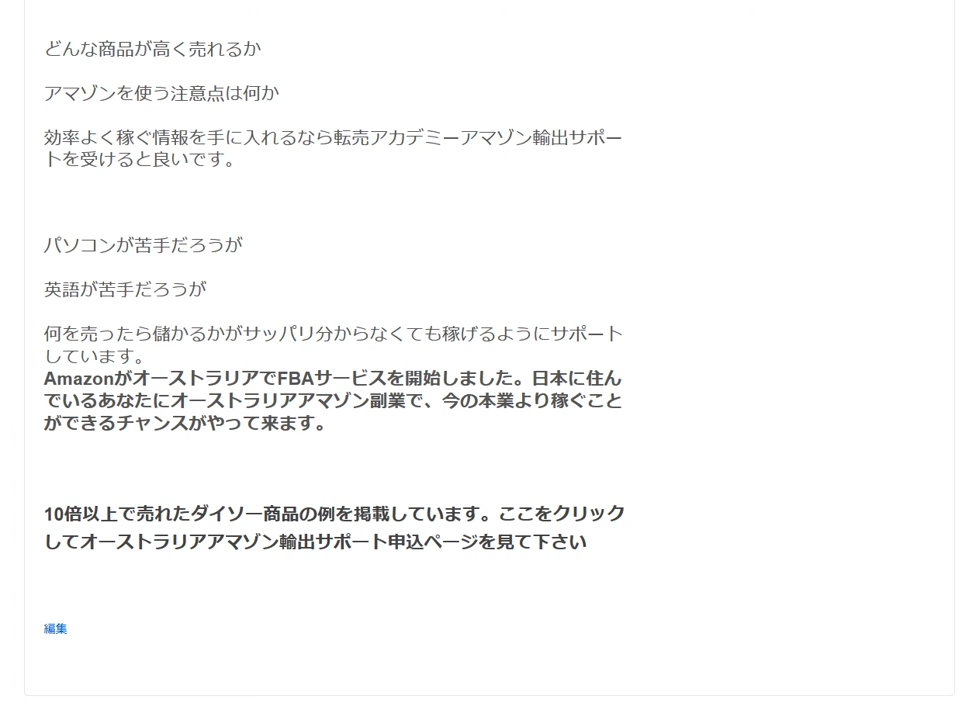 どんな商品が高く売れるか
アマゾンを使う注意点は何か
効率よく稼ぐ情報を手に入れるなら転売アカデミーアマゾン輸出サポー
トを受けると良いです。
パソコンが苦手だろうが
英語が苦手だろうが
何を売ったら儲かるかがサッパリ分からなくても稼げるようにサポート
しています。
AmazonがオーストラリアでFBAサービスを開始しました。日本に住ん
でいるあなたにオーストラリアアマゾン副業で、今の本業より稼ぐこと
ができるチャンスがやって来ます。
10倍以上で売れたダイソー商品の例を掲載しています。ここをクリック
してオーストラリアアマゾン輸出サポート申込ページを見て下さい
編集